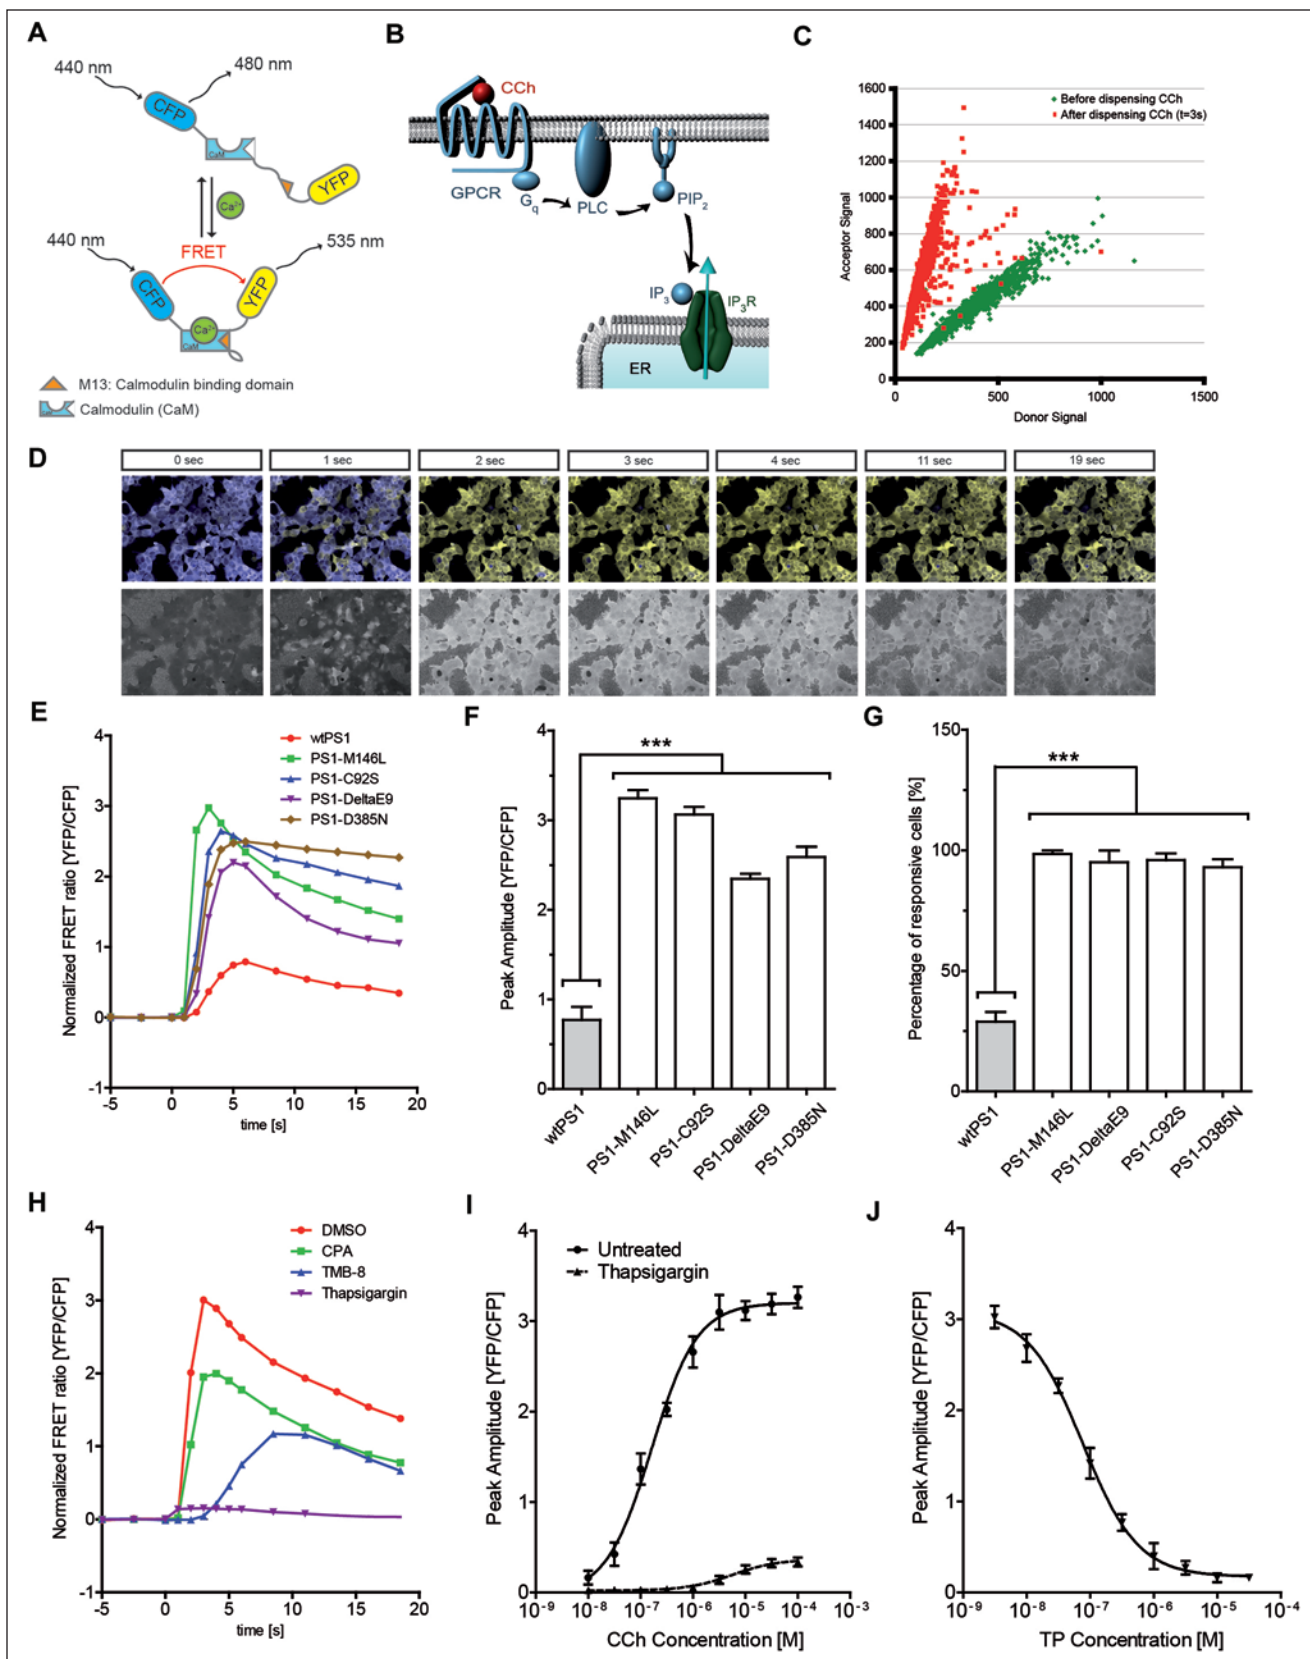 A
440 nm
480 nm
CFP
CaM
YFP
Ca2+
FRET
440 nm
535 nm
CFP
YFP
Ca2+
CaM
M13: Calmodulin binding domain
Calmodulin (CaM)
B
CCh
GPCR
Gq
PLC
PIP2
IP3
IP3R
ER
C
Before dispensing CCh
After dispensing CCh (t=3s)
Acceptor Signal
1600
1400
1200
1000
800
600
400
200
0
500
1000
1500
Donor Signal
D
0 sec
1 sec
2 sec
3 sec
4 sec
11 sec
19 sec
E
wtPS1
PS1-M146L
PS1-C92S
PS1-DeltaE9
PS1-D385N
Normalized FRET ratio [YFP/CFP]
4
3
2
1
0
-1
-5 0 5 10 15 20
time [s]
F
***
Peak Amplitude [YFP/CFP]
4
3
2
1
0
wtPS1
PS1-M146L
PS1-C92S
PS1-DeltaE9
PS1-D385N
G
***
Percentage of responsive cells [%]
150
100
50
0
wtPS1
PS1-M146L
PS1-DeltaE9
PS1-C92S
PS1-D385N
H
DMSO
CPA
TMB-8
Thapsigargin
Normalized FRET ratio [YFP/CFP]
4
3
2
1
0
-1
-5 0 5 10 15 20
time [s]
I
Untreated
Thapsigargin
Peak Amplitude [YFP/CFP]
4
3
2
1
0
10-9 10-8 10-7 10-6 10-5 10-4 10-3
CCh Concentration [M]
J
Peak Amplitude [YFP/CFP]
4
3
2
1
0
10-9 10-8 10-7 10-6 10-5 10-4
TP Concentration [M]